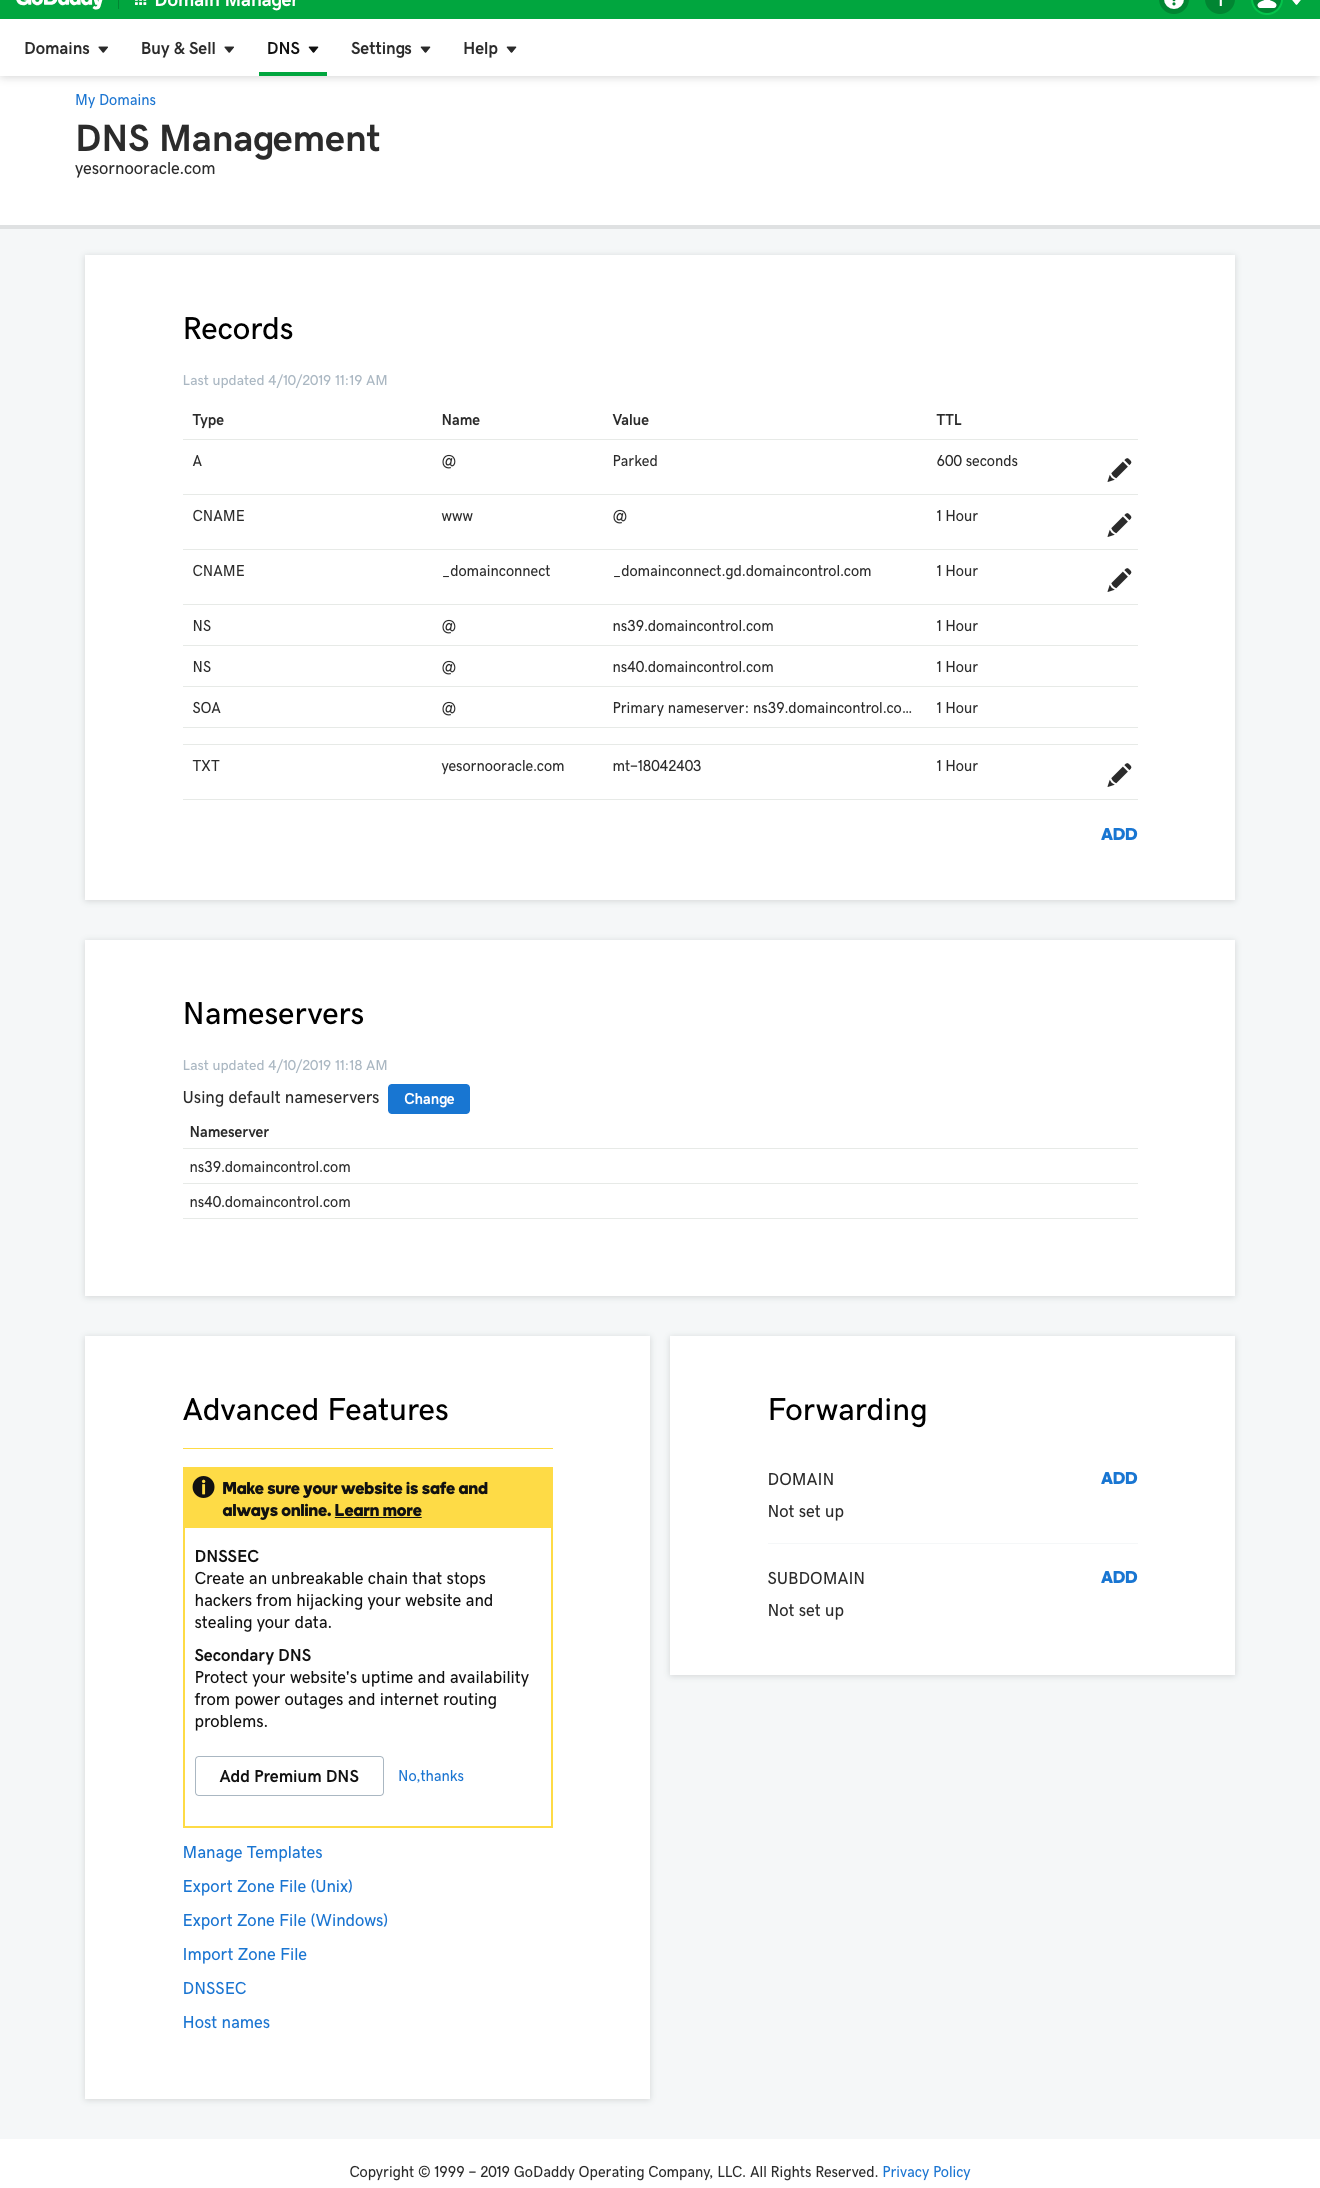 GoDaddy Domain Manager
Domains Buy & Sell DNS Settings Help
My Domains
DNS Management
yesornooracle.com
Records
Last updated 4/10/2019 11:19 AM
Type Name Value TTL
A @ Parked 600 seconds
CNAME www @ 1 Hour
CNAME _domainconnect _domainconnect.gd.domaincontrol.com 1 Hour
NS @ ns39.domaincontrol.com 1 Hour
NS @ ns40.domaincontrol.com 1 Hour
SOA @ Primary nameserver: ns39.domaincontrol.co... 1 Hour
TXT yesornooracle.com mt-18042403 1 Hour
ADD
Nameservers
Last updated 4/10/2019 11:18 AM
Using default nameservers Change
Nameserver
ns39.domaincontrol.com
ns40.domaincontrol.com
Advanced Features
Make sure your website is safe and
always online. Learn more
DNSSEC
Create an unbreakable chain that stops
hackers from hijacking your website and
stealing your data.
Secondary DNS
Protect your website's uptime and availability
from power outages and internet routing
problems.
Add Premium DNS No,thanks
Manage Templates
Export Zone File (Unix)
Export Zone File (Windows)
Import Zone File
DNSSEC
Host names
Forwarding
DOMAIN ADD
Not set up
SUBDOMAIN ADD
Not set up
Copyright © 1999 – 2019 GoDaddy Operating Company, LLC. All Rights Reserved. Privacy Policy